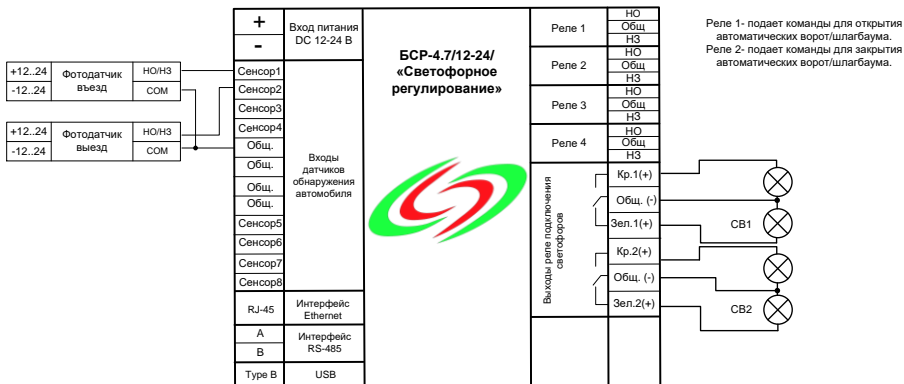 +
-
Вход питания
DC 12-24 В
БСР-4.7/12-24/
«Светофорное
регулирование»
Реле 1
НО
Общ
НЗ
Реле 2
НО
Общ
НЗ
Реле 3
НО
Общ
НЗ
Реле 4
НО
Общ
НЗ
Реле 1- подает команды для открытия
автоматических ворот/шлагбаума.
Реле 2- подает команды для закрытия
автоматических ворот/шлагбаума.
+12..24
-12..24
Фотодатчик
въезд
НО/НЗ
COM
+12..24
-12..24
Фотодатчик
выезд
НО/НЗ
COM
Сенсор1
Сенсор2
Сенсор3
Сенсор4
Общ.
Общ.
Общ.
Общ.
Сенсор5
Сенсор6
Сенсор7
Сенсор8
Входы
датчиков
обнаружения
автомобиля
RJ-45
Интерфейс
Ethernet
A
B
Интерфейс
RS-485
Type B
USB
Выходы реле подключения
светофоров
Кр.1(+)
Общ. (-)
Зел.1(+)
Кр.2(+)
Общ. (-)
Зел.2(+)
СВ1
СВ2